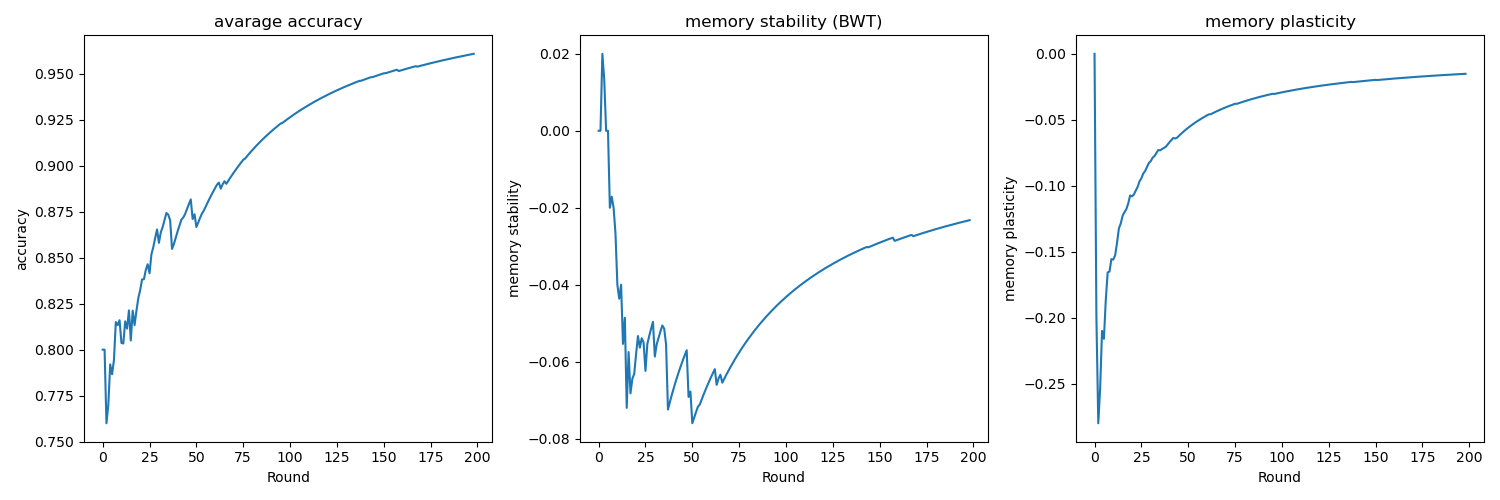 avarage accuracy
accuracy
0.950
0.925
0.900
0.875
0.850
0.825
0.800
0.775
0.750
0 25 50 75 100 125 150 175 200
Round
memory stability (BWT)
memory stability
0.02
0.00
−0.02
−0.04
−0.06
−0.08
0 25 50 75 100 125 150 175 200
Round
memory plasticity
memory plasticity
0.00
−0.05
−0.10
−0.15
−0.20
−0.25
0 25 50 75 100 125 150 175 200
Round